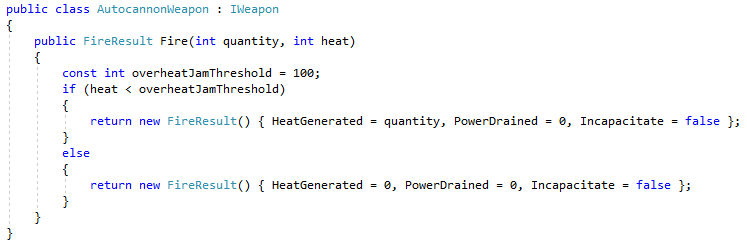 public class AutocannonWeapon : IWeapon
{
    public FireResult Fire(int quantity, int heat)
    {
        const int overheatJamThreshold = 100;
        if (heat < overheatJamThreshold)
        {
            return new FireResult() { HeatGenerated = quantity, PowerDrained = 0, Incapacitate = false };
        }
        else
        {
            return new FireResult() { HeatGenerated = 0, PowerDrained = 0, Incapacitate = false };
        }
    }
}